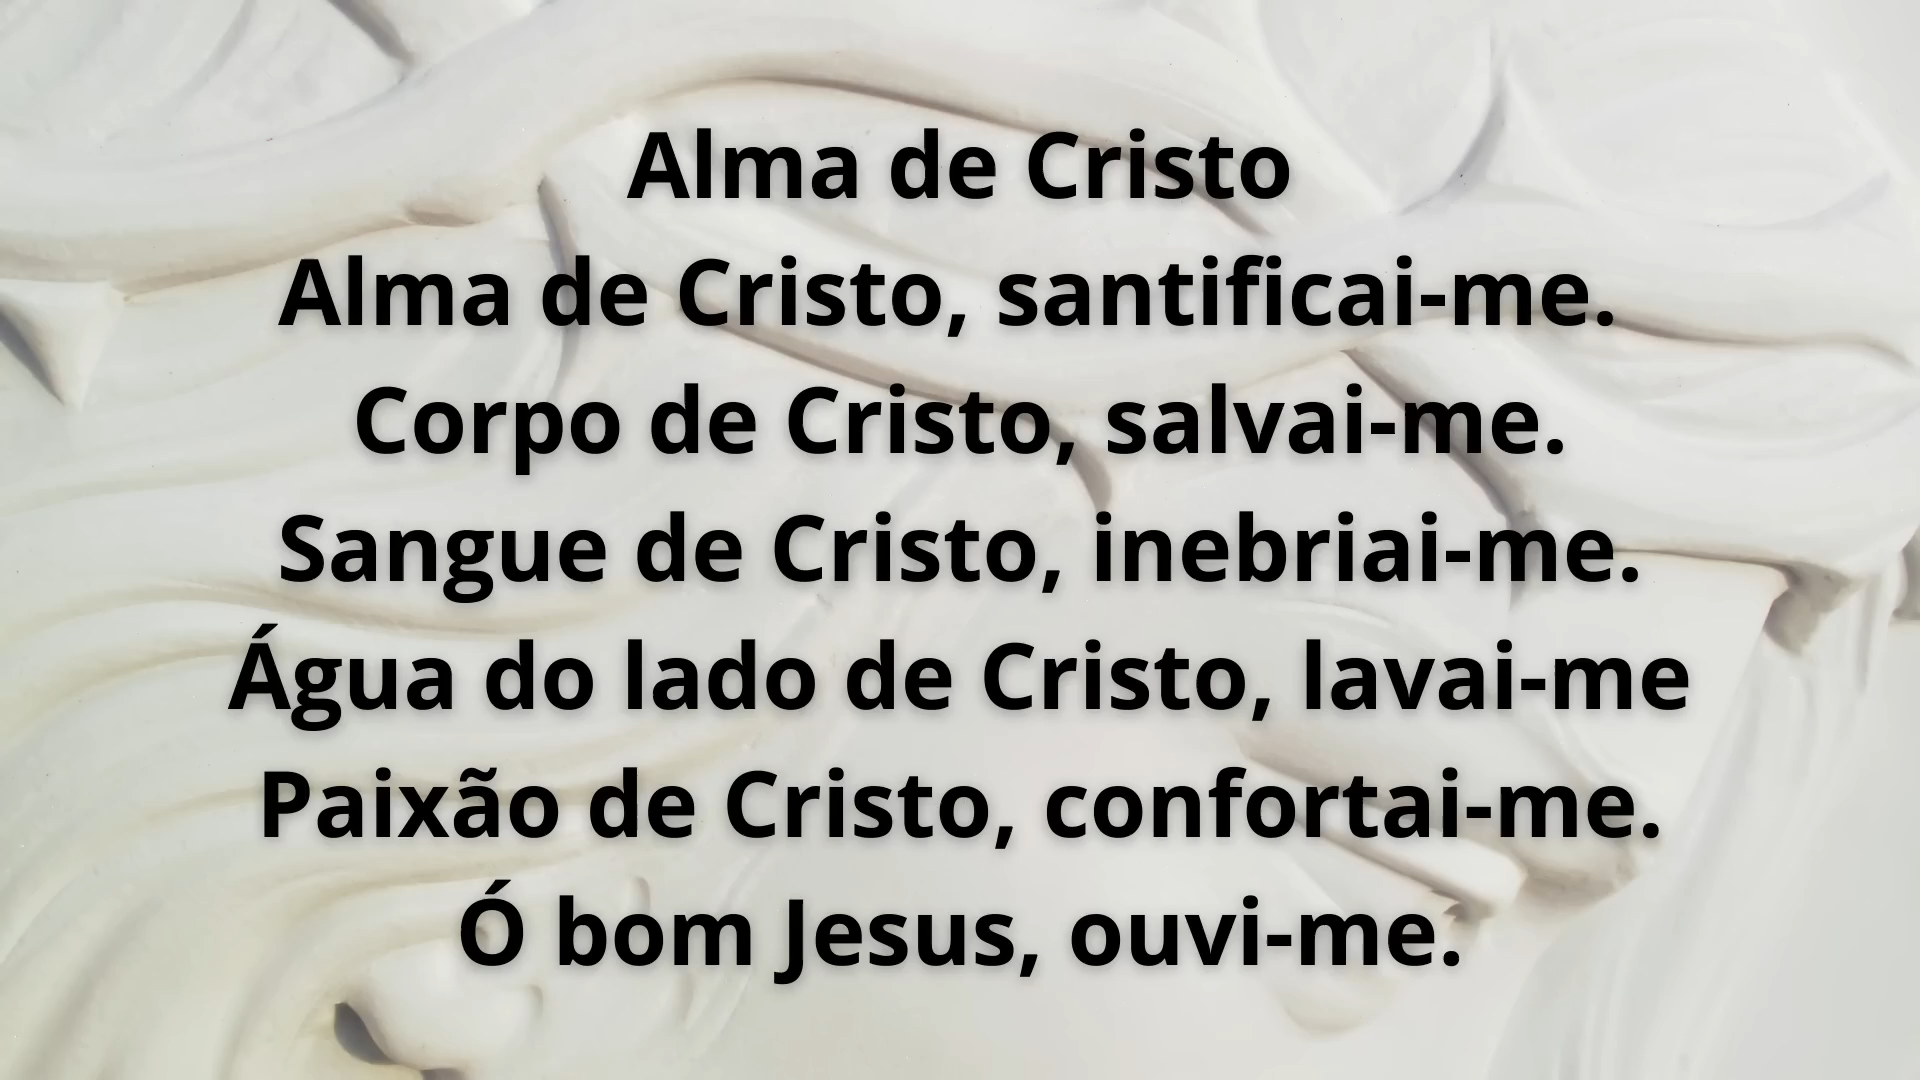 Alma de Cristo
Alma de Cristo, santificai-me.
Corpo de Cristo, salvai-me.
Sangue de Cristo, inebriai-me.
Água do lado de Cristo, lavai-me
Paixão de Cristo, confortai-me.
Ó bom Jesus, ouvi-me.